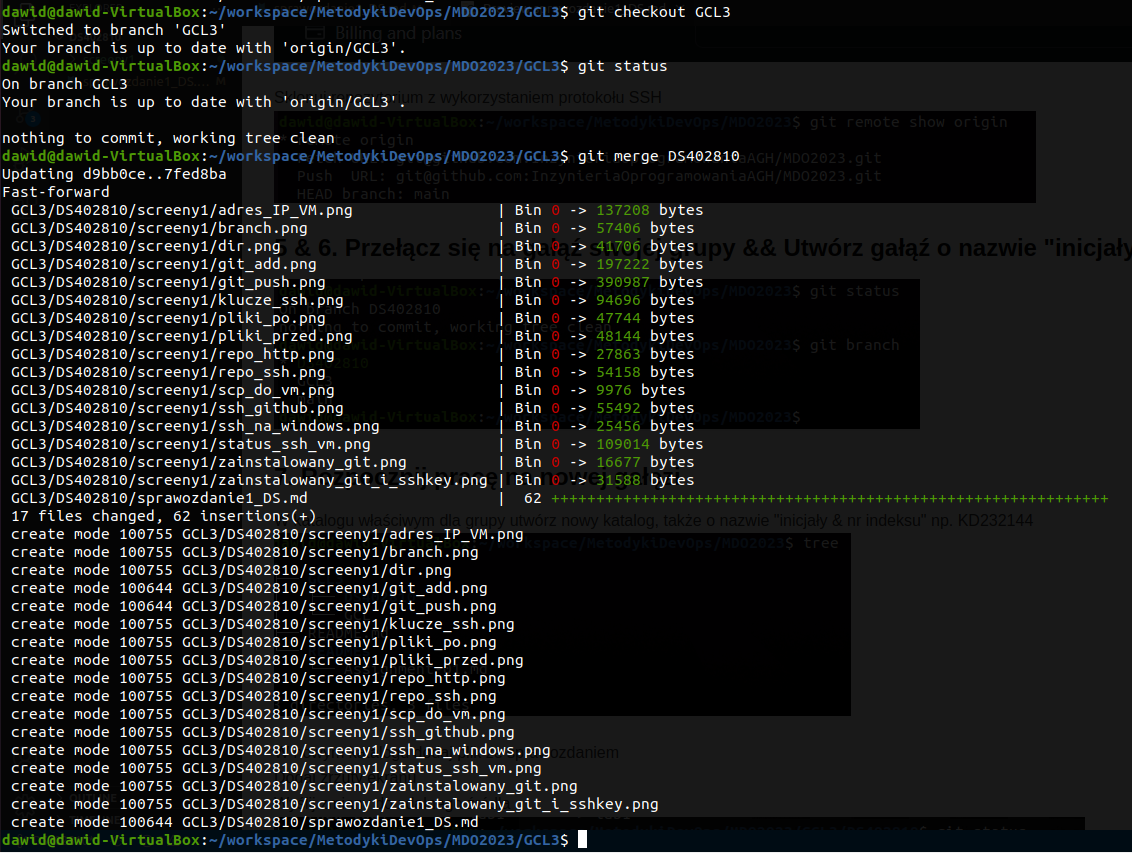 dawid@dawid-VirtualBox:~/workspace/MetodykiDevOps/MDO2023/GCL3$ git checkout GCL3
Switched to branch 'GCL3'
Your branch is up to date with 'origin/GCL3'.
dawid@dawid-VirtualBox:~/workspace/MetodykiDevOps/MDO2023/GCL3$ git status
On branch GCL3
Your branch is up to date with 'origin/GCL3'.
nothing to commit, working tree clean
dawid@dawid-VirtualBox:~/workspace/MetodykiDevOps/MDO2023/GCL3$ git merge DS402810
Updating d9bb0ce..7fed8ba
Fast-forward
GCL3/DS402810/screeny1/adres_IP_VM.png | Bin 0 -> 137208 bytes
GCL3/DS402810/screeny1/branch.png | Bin 0 -> 57406 bytes
GCL3/DS402810/screeny1/dir.png | Bin 0 -> 41706 bytes
GCL3/DS402810/screeny1/git_add.png | Bin 0 -> 197222 bytes
GCL3/DS402810/screeny1/git_push.png | Bin 0 -> 390987 bytes
GCL3/DS402810/screeny1/klucze_ssh.png | Bin 0 -> 94696 bytes
GCL3/DS402810/screeny1/pliki_po.png | Bin 0 -> 47744 bytes
GCL3/DS402810/screeny1/pliki_przed.png | Bin 0 -> 48144 bytes
GCL3/DS402810/screeny1/repo_http.png | Bin 0 -> 27863 bytes
GCL3/DS402810/screeny1/repo_ssh.png | Bin 0 -> 54158 bytes
GCL3/DS402810/screeny1/scp_do_vm.png | Bin 0 -> 9976 bytes
GCL3/DS402810/screeny1/ssh_github.png | Bin 0 -> 55492 bytes
GCL3/DS402810/screeny1/ssh_na_windows.png | Bin 0 -> 25456 bytes
GCL3/DS402810/screeny1/status_ssh_vm.png | Bin 0 -> 109014 bytes
GCL3/DS402810/screeny1/zainstalowany_git.png | Bin 0 -> 16677 bytes
GCL3/DS402810/screeny1/zainstalowany_git_i_sshkey.png | Bin 0 -> 31588 bytes
GCL3/DS402810/sprawozdanie1_DS.md | 62 ++++++++++++++++++++++++++++++++++++++++++++++++++++++++++++++
17 files changed, 62 insertions(+)
create mode 100755 GCL3/DS402810/screeny1/adres_IP_VM.png
create mode 100755 GCL3/DS402810/screeny1/branch.png
create mode 100755 GCL3/DS402810/screeny1/dir.png
create mode 100644 GCL3/DS402810/screeny1/git_add.png
create mode 100644 GCL3/DS402810/screeny1/git_push.png
create mode 100755 GCL3/DS402810/screeny1/klucze_ssh.png
create mode 100755 GCL3/DS402810/screeny1/pliki_po.png
create mode 100755 GCL3/DS402810/screeny1/pliki_przed.png
create mode 100755 GCL3/DS402810/screeny1/repo_http.png
create mode 100755 GCL3/DS402810/screeny1/repo_ssh.png
create mode 100755 GCL3/DS402810/screeny1/scp_do_vm.png
create mode 100755 GCL3/DS402810/screeny1/ssh_github.png
create mode 100755 GCL3/DS402810/screeny1/ssh_na_windows.png
create mode 100755 GCL3/DS402810/screeny1/status_ssh_vm.png
create mode 100755 GCL3/DS402810/screeny1/zainstalowany_git.png
create mode 100755 GCL3/DS402810/screeny1/zainstalowany_git_i_sshkey.png
create mode 100644 GCL3/DS402810/sprawozdanie1_DS.md
dawid@dawid-VirtualBox:~/workspace/MetodykiDevOps/MDO2023/GCL3$